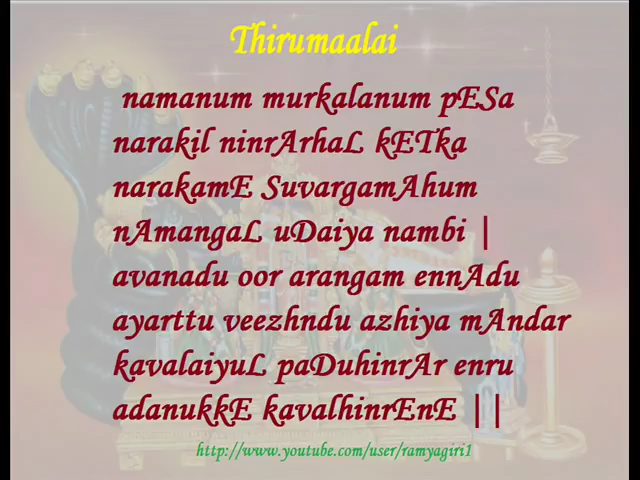 Thirumaalai
namanum murkalanum pESa
narakil ninrArhaL kETka
narakamE SuvargamAhum
nAmangaL uDaiya nambi |
avanadu oor arangam ennAdu
ayarttu veezhndu azhiya mAndar
kavalaiyuL paDuhinrAr enru
adanukkE kavalhinrEnE ||
http://www.youtube.com/user/ramyagiri1